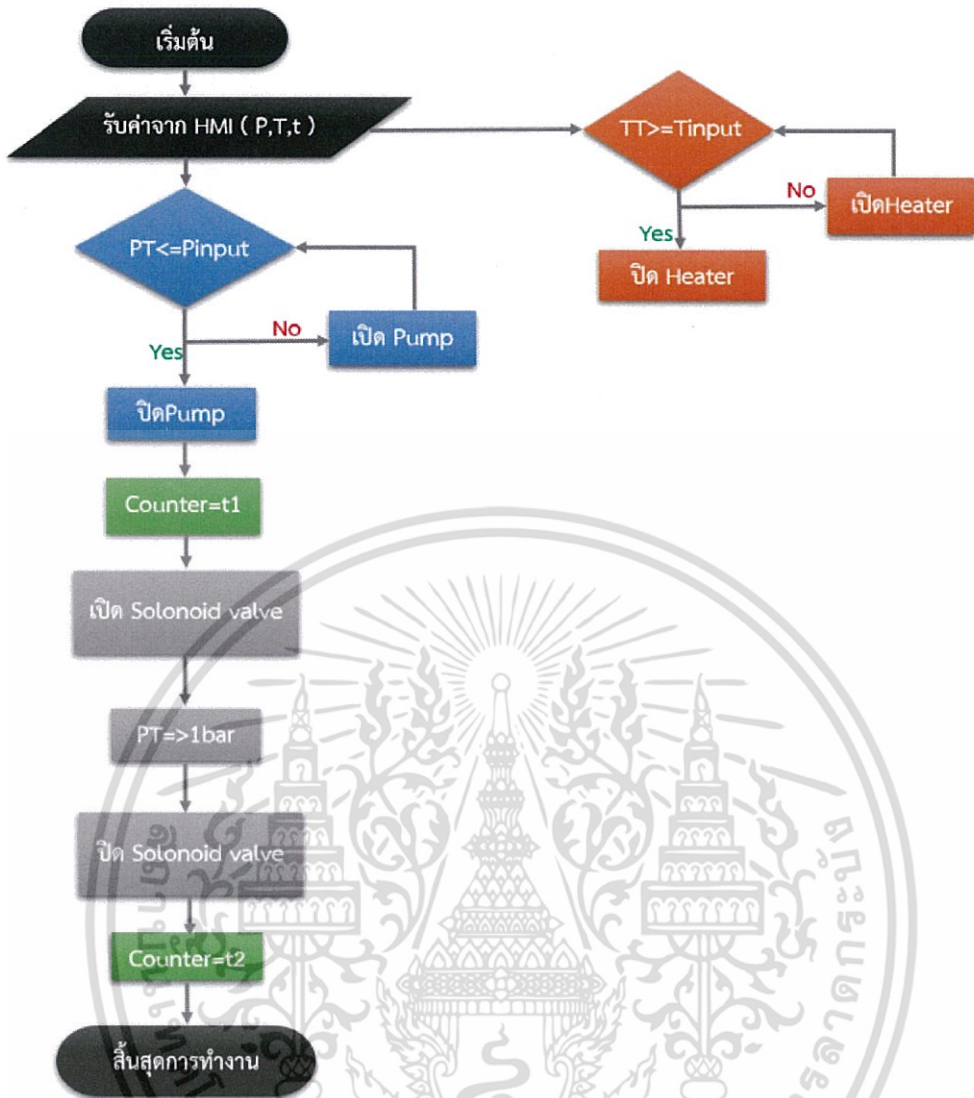 เริ่มต้น
รับค่าจาก HMI ( P,T,t )
TT>=Tinput
No
เปิดHeater
Yes
ปิด Heater
PT<=Pinput
No
เปิด Pump
Yes
ปิดPump
Counter=t1
เปิด Solonoid valve
PT=>1bar
ปิด Solonoid valve
Counter=t2
สิ้นสุดการทำงาน